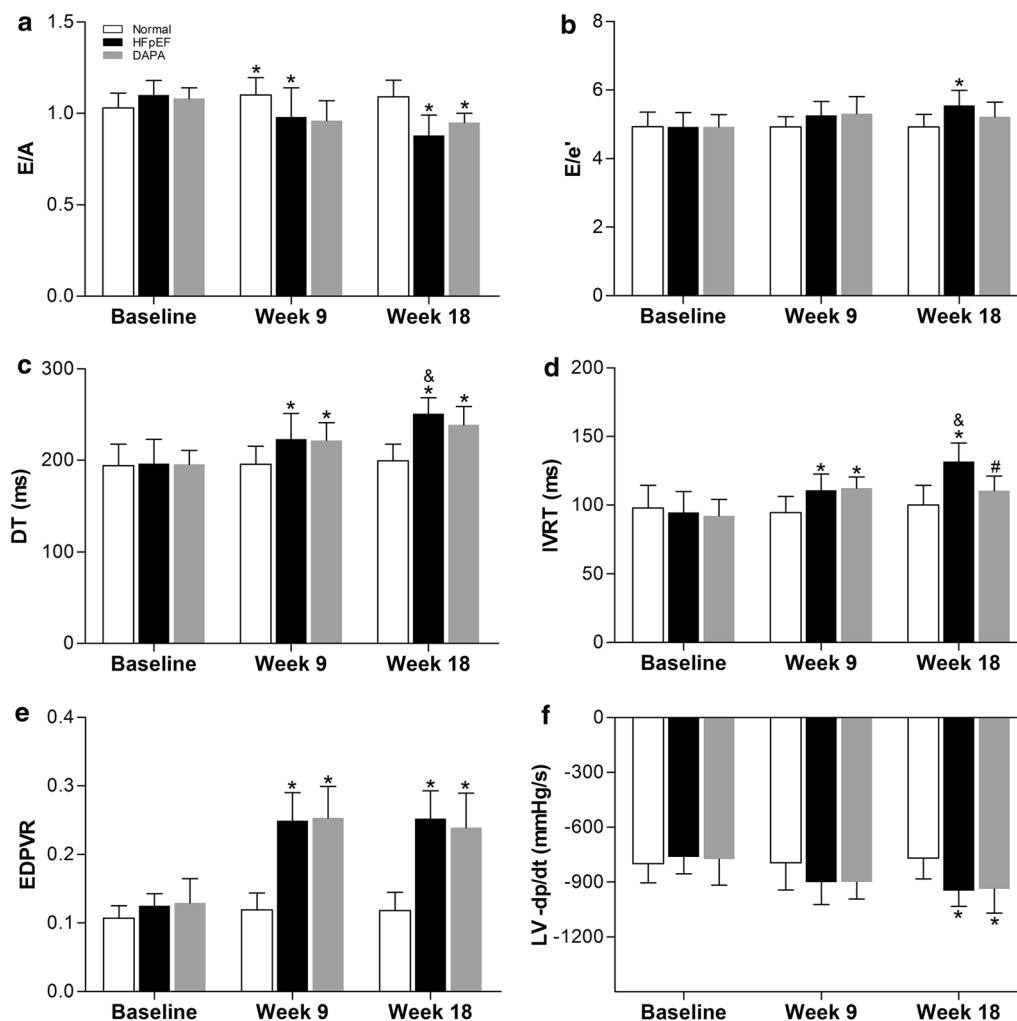 a
Normal
HFpEF
DAPA
E/A
1.5
1.0
0.5
0.0
* * * *
Baseline Week 9 Week 18
b
E/e'
8
6
4
2
0
*
Baseline Week 9 Week 18
c
DT (ms)
300
200
100
0
&
* * * *
Baseline Week 9 Week 18
d
IVRT (ms)
200
150
100
50
0
&
* * * #
Baseline Week 9 Week 18
e
EDPVR
0.4
0.3
0.2
0.1
0.0
* * * *
Baseline Week 9 Week 18
f
LV -dp/dt (mmHg/s)
0
-300
-600
-900
-1200
* *
Baseline Week 9 Week 18